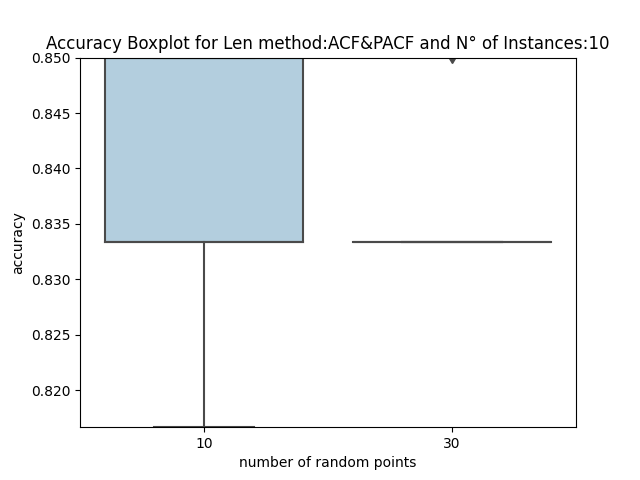 Accuracy Boxplot for Len method:ACF&PACF and N° of Instances:10
0.850
0.845
0.840
0.835
0.830
0.825
0.820
accuracy
10 30
number of random points